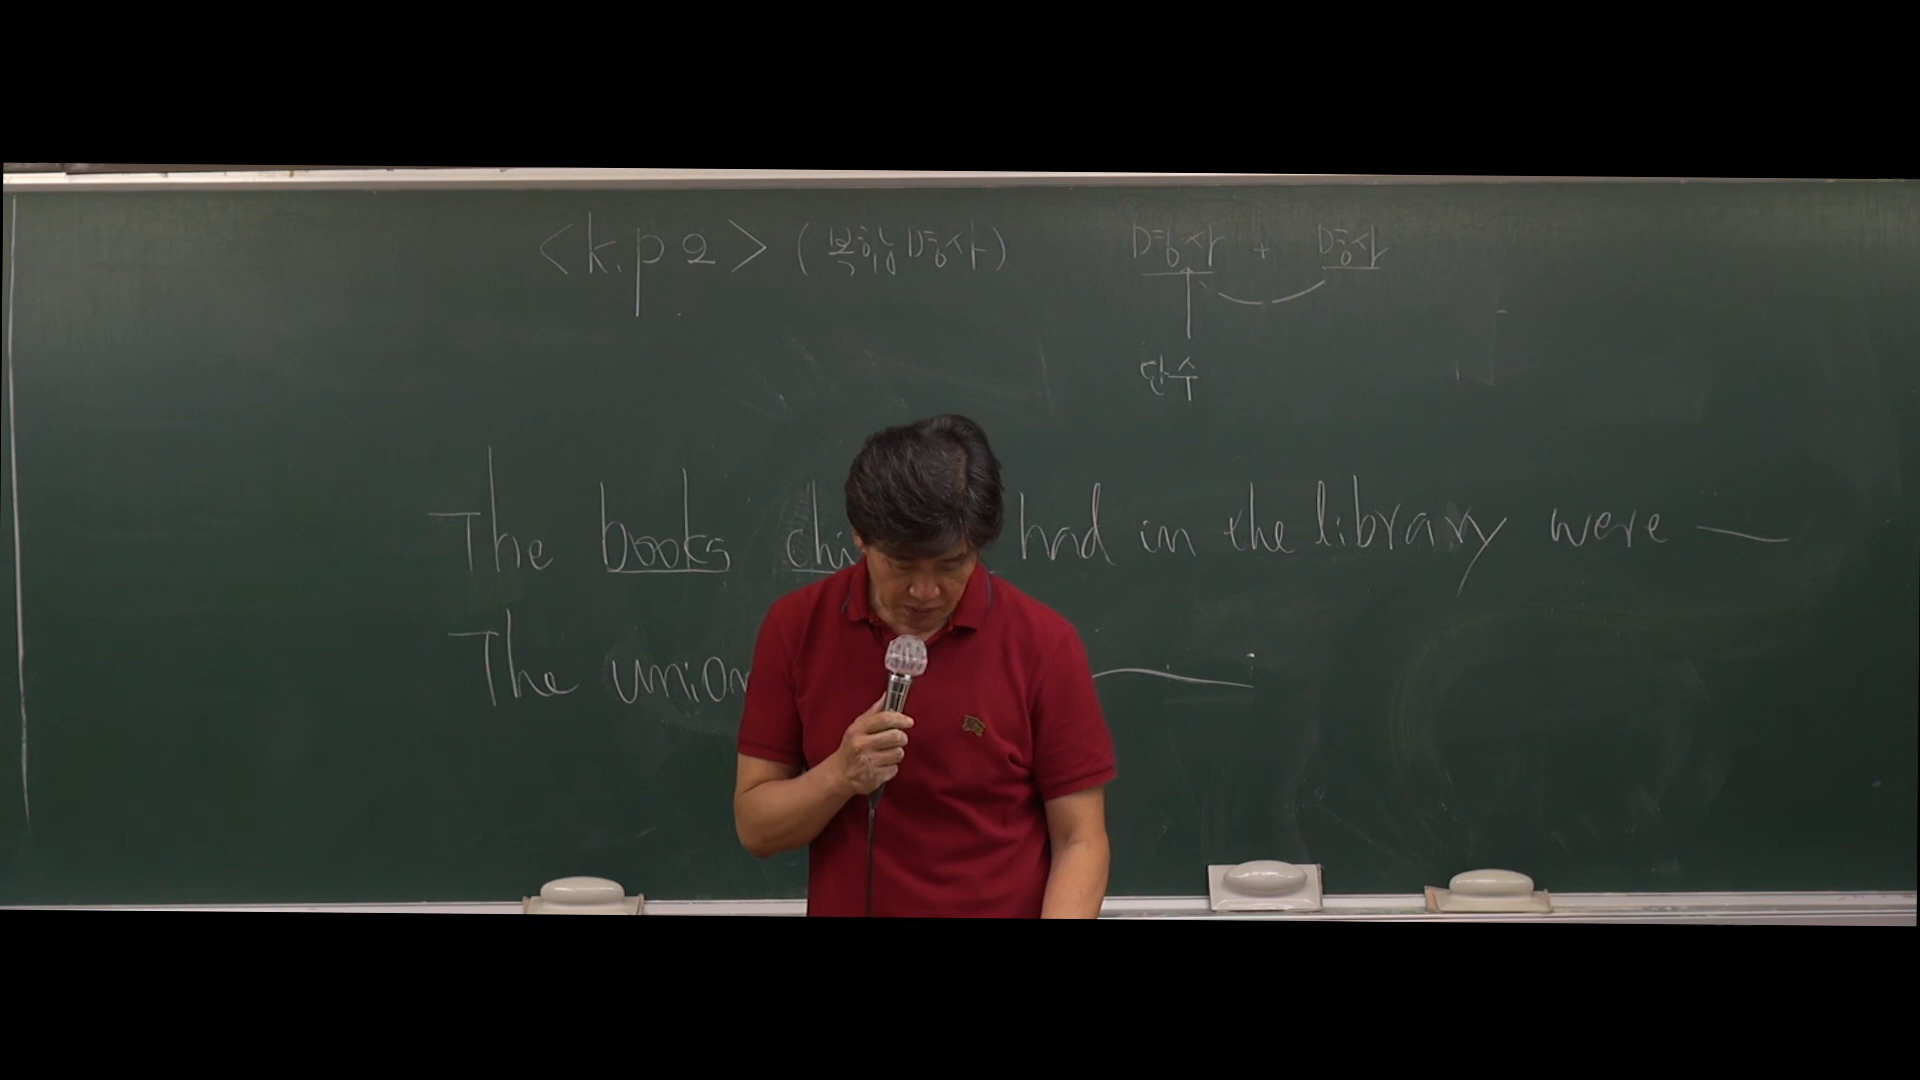 <k.p 2> (복합명사) 명사 + 명사
단수
The books had in the library were
The union